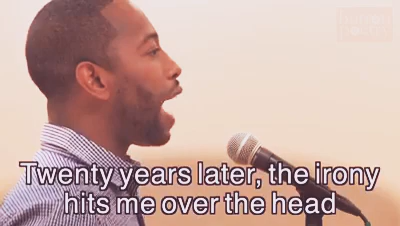 Twenty years later, the irony
hits me over the head